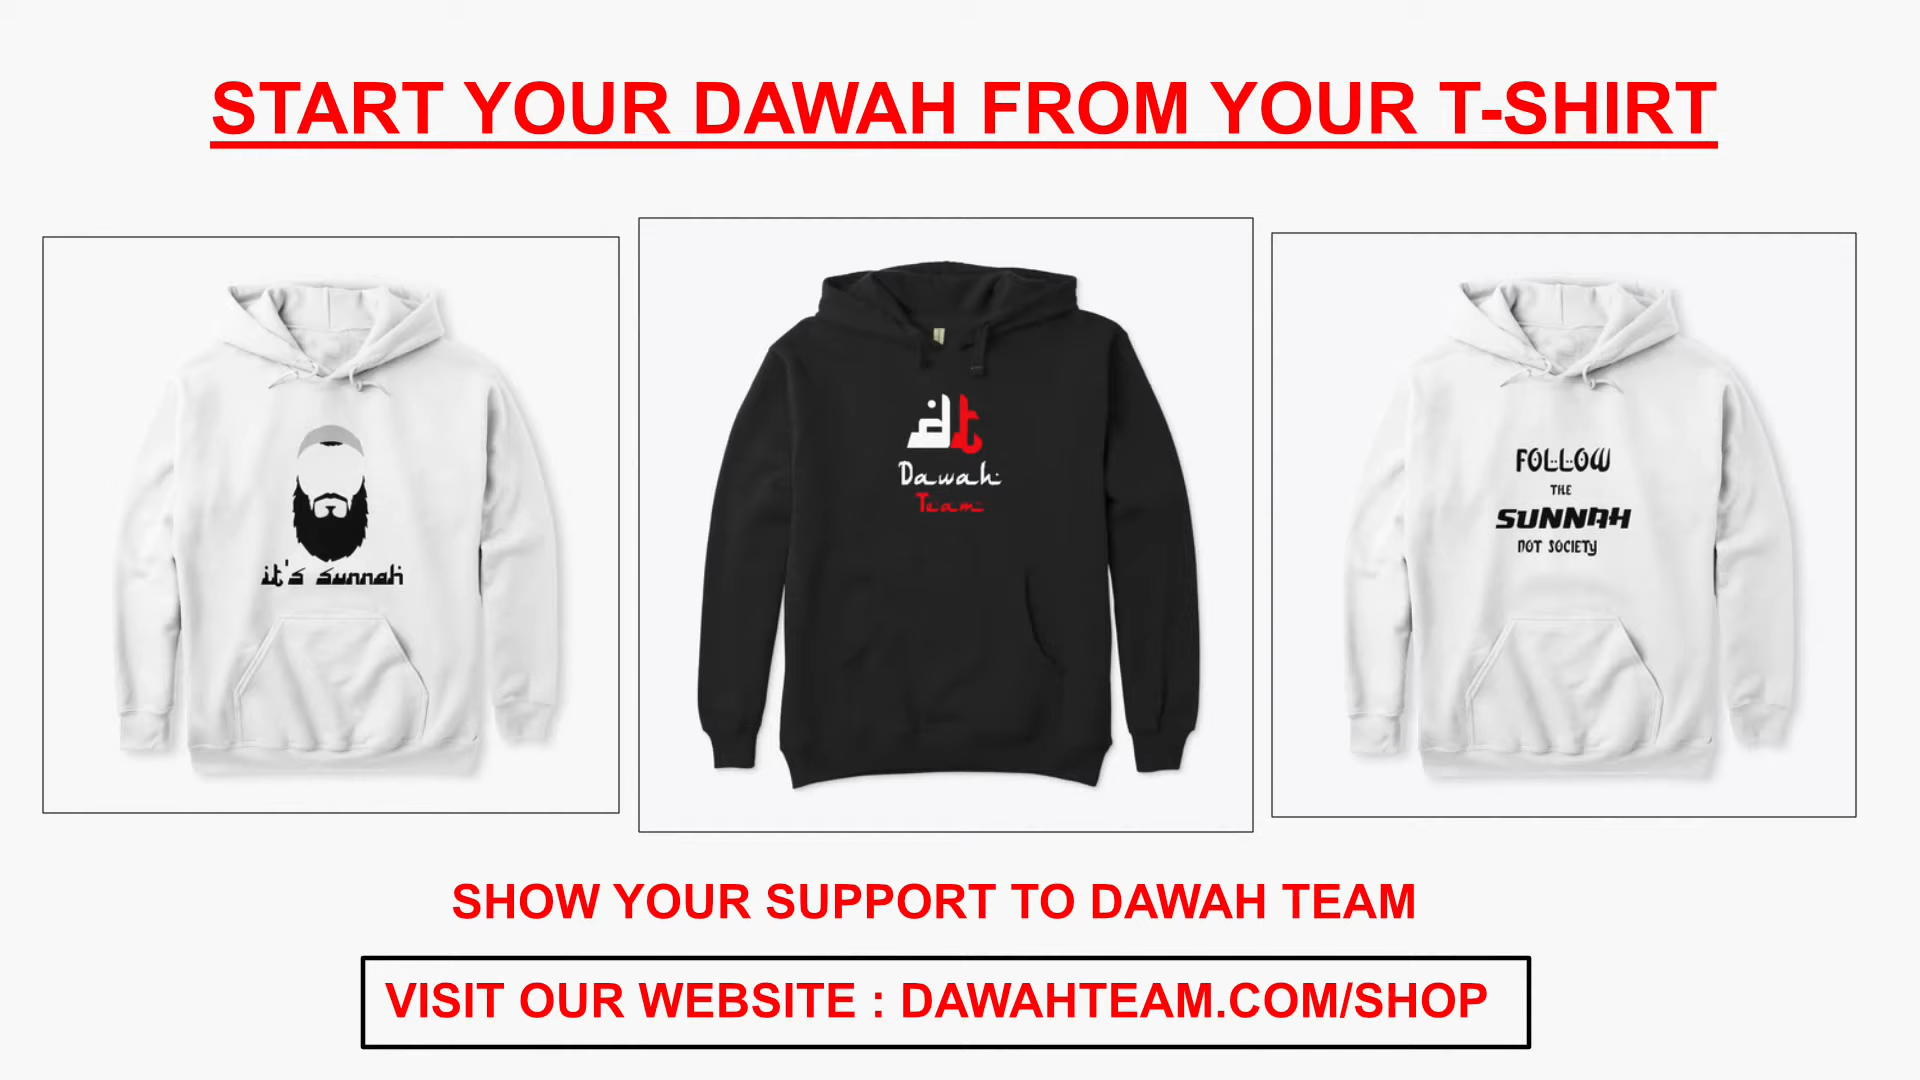 START YOUR DAWAH FROM YOUR T-SHIRT
it's sunnah
dt
Dawah
Team
FOLLOW
THE
SUNNAH
NOT SOCIETY
SHOW YOUR SUPPORT TO DAWAH TEAM
VISIT OUR WEBSITE : DAWAHTEAM.COM/SHOP